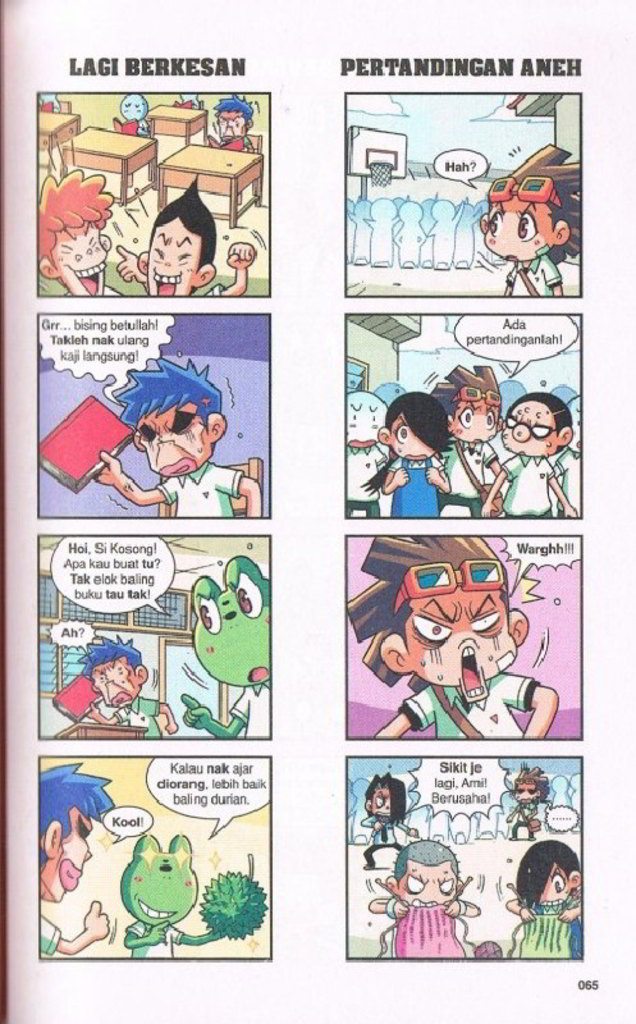 LAGI BERKESAN
Grr... bising betullah!
Takleh nak ulang
kaji langsung!
Hoi, Si Kosong!
Apa kau buat tu?
Tak elok baling
buku tau tak!
Ah?
Kalau nak ajar
diorang, lebih baik
baling durian.
Kool!
PERTANDINGAN ANEH
Hah?
Ada
pertandinganlah!
Warghh!!!
Sikit je
lagi, Ami!
Berusaha!
......
065